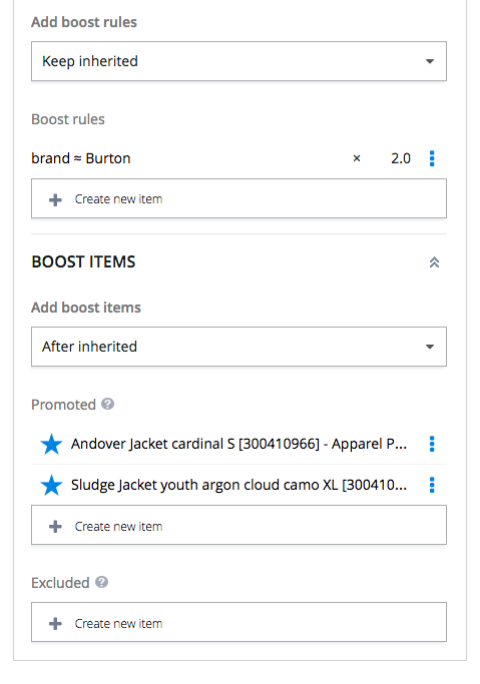 Add boost rules
Keep inherited
Boost rules
brand ≈ Burton × 2.0
Create new item
BOOST ITEMS
Add boost items
After inherited
Promoted ?
Andover Jacket cardinal S [300410966] - Apparel P...
Sludge Jacket youth argon cloud camo XL [300410...
Create new item
Excluded ?
Create new item